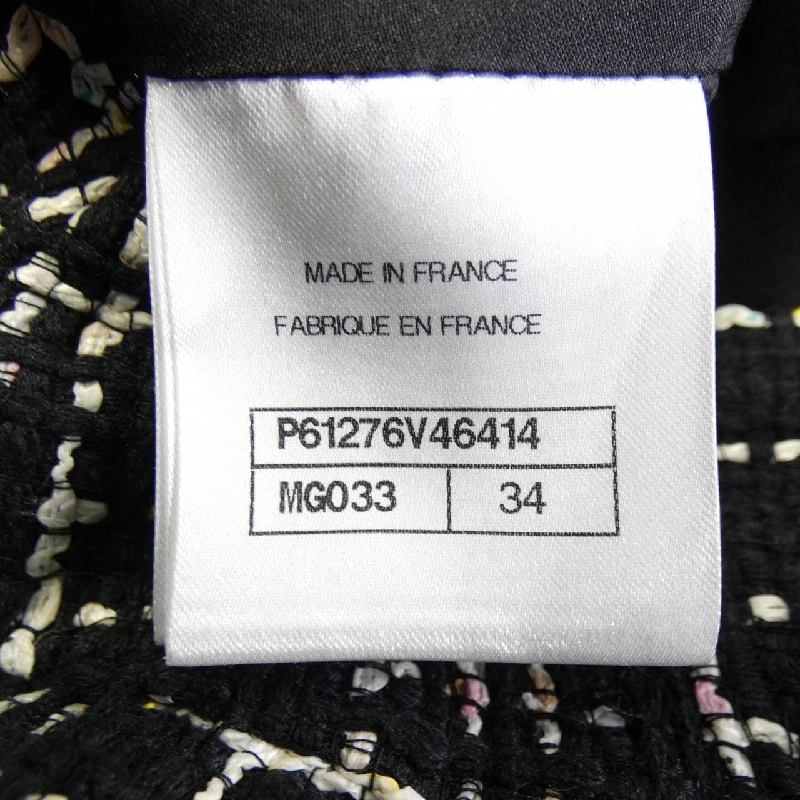 MADE IN FRANCE
FABRIQUE EN FRANCE
P61276V46414
MG033 34